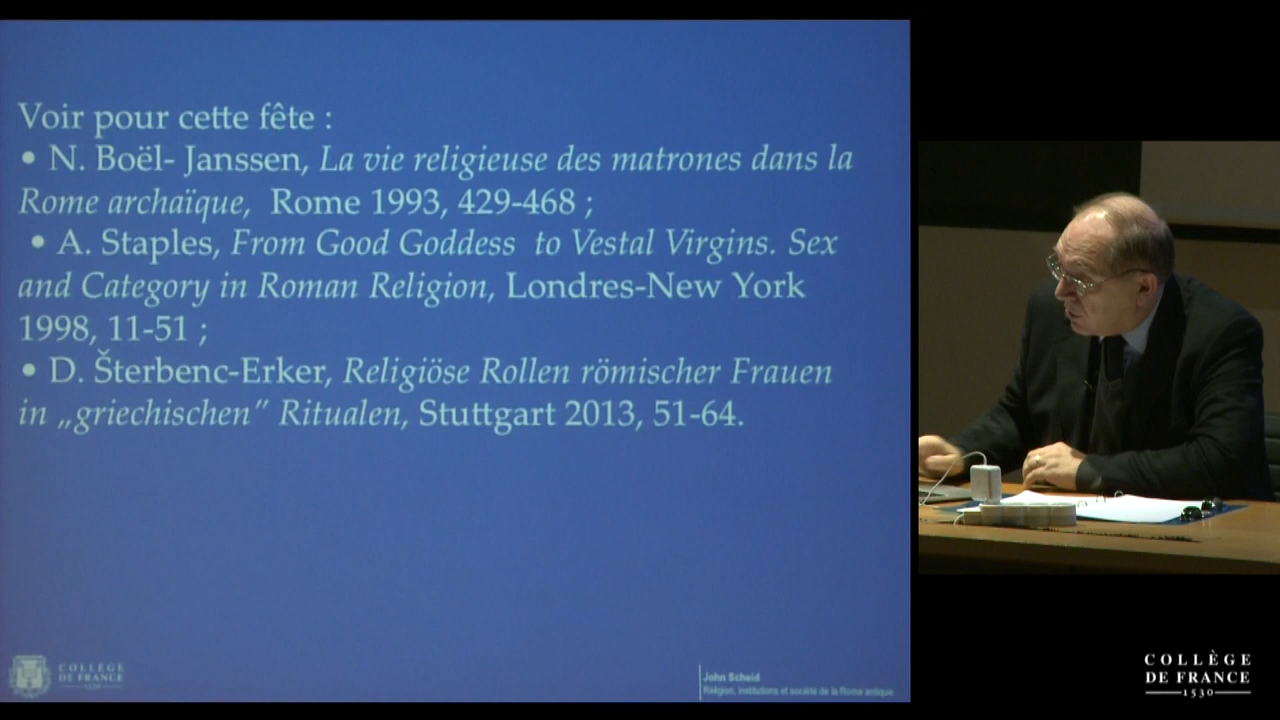 Voir pour cette fête :
• N. Boël- Janssen, La vie religieuse des matrones dans la
Rome archaïque, Rome 1993, 429-468 ;
• A. Staples, From Good Goddess to Vestal Virgins. Sex
and Category in Roman Religion, Londres-New York
1998, 11-51 ;
• D. Šterbenc-Erker, Religiöse Rollen römischer Frauen
in „griechischen” Ritualen, Stuttgart 2013, 51-64.
COLLÈGE
DE FRANCE
1530
John Scheid
Religion, institutions et société de la Rome antique
COLLÈGE
DE FRANCE
1530